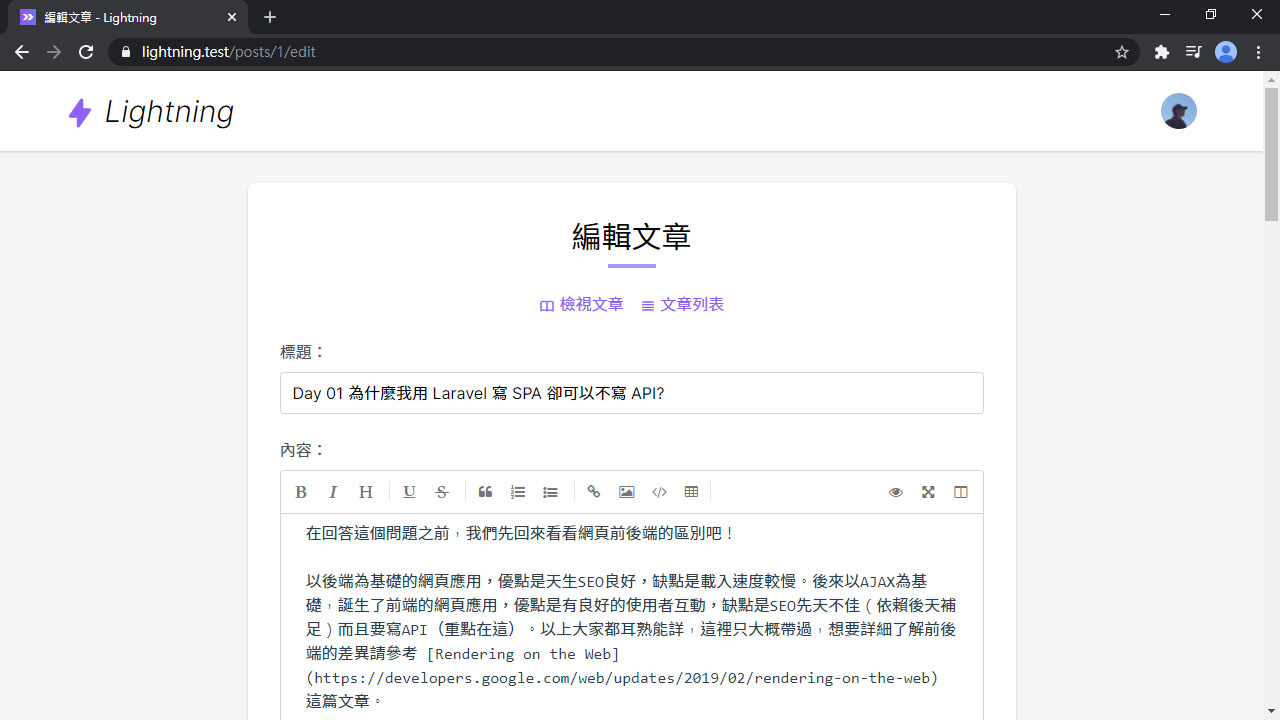 編輯文章 - Lightning
lightning.test/posts/1/edit
Lightning
編輯文章
檢視文章 文章列表
標題：
Day 01 為什麼我用 Laravel 寫 SPA 卻可以不寫 API?
內容：
B I H U S
在回答這個問題之前，我們先回來看看網頁前後端的區別吧！
以後端為基礎的網頁應用，優點是天生SEO良好，缺點是載入速度較慢。後來以AJAX為基
礎，誕生了前端的網頁應用，優點是有良好的使用者互動，缺點是SEO先天不佳（依賴後天補
足）而且要寫API（重點在這）。以上大家都耳熟能詳，這裡只大概帶過，想要詳細了解前後
端的差異請參考 [Rendering on the Web]
(https://developers.google.com/web/updates/2019/02/rendering-on-the-web)
這篇文章。